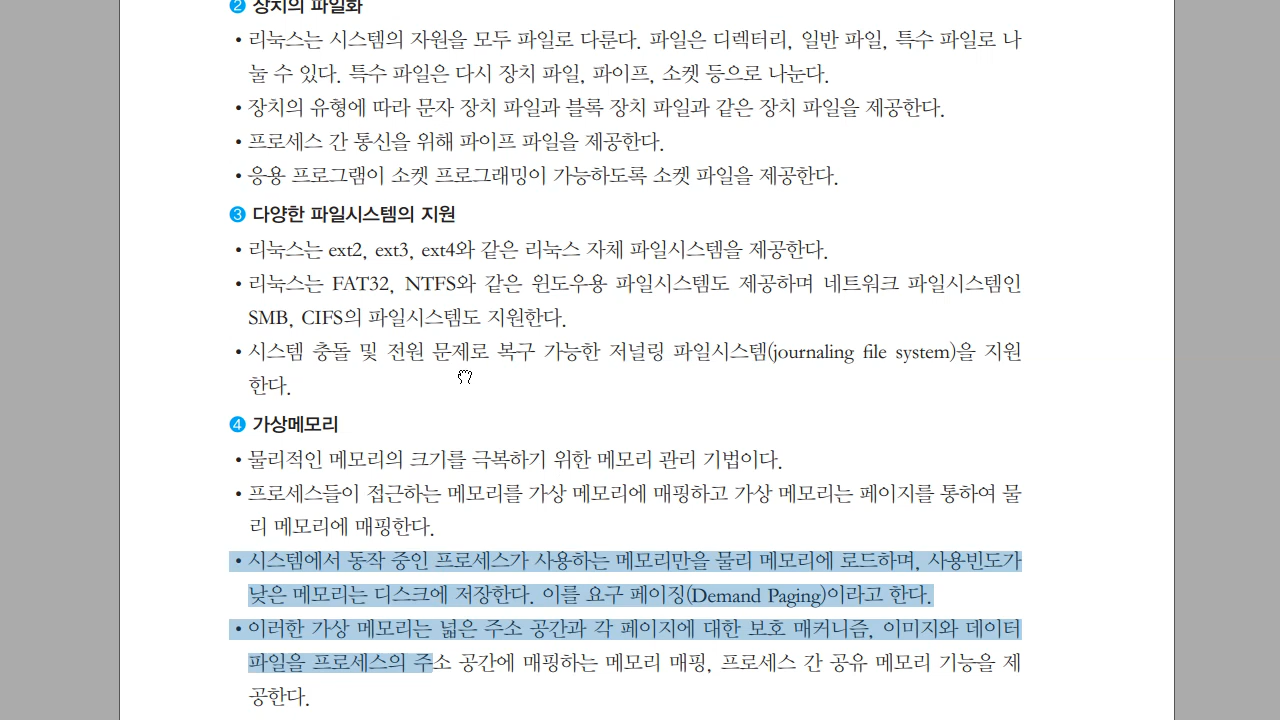 ❷ 장치의 파일화
• 리눅스는 시스템의 자원을 모두 파일로 다룬다. 파일은 디렉터리, 일반 파일, 특수 파일로 나
눌 수 있다. 특수 파일은 다시 장치 파일, 파이프, 소켓 등으로 나눈다.
• 장치의 유형에 따라 문자 장치 파일과 블록 장치 파일과 같은 장치 파일을 제공한다.
• 프로세스 간 통신을 위해 파이프 파일을 제공한다.
• 응용 프로그램이 소켓 프로그래밍이 가능하도록 소켓 파일을 제공한다.
❸ 다양한 파일시스템의 지원
• 리눅스는 ext2, ext3, ext4와 같은 리눅스 자체 파일시스템을 제공한다.
• 리눅스는 FAT32, NTFS와 같은 윈도우용 파일시스템도 제공하며 네트워크 파일시스템인
SMB, CIFS의 파일시스템도 지원한다.
• 시스템 충돌 및 전원 문제로 복구 가능한 저널링 파일시스템(journaling file system)을 지원
한다.
❹ 가상메모리
• 물리적인 메모리의 크기를 극복하기 위한 메모리 관리 기법이다.
• 프로세스들이 접근하는 메모리를 가상 메모리에 매핑하고 가상 메모리는 페이지를 통하여 물
리 메모리에 매핑한다.
• 시스템에서 동작 중인 프로세스가 사용하는 메모리만을 물리 메모리에 로드하며, 사용빈도가
낮은 메모리는 디스크에 저장한다. 이를 요구 페이징(Demand Paging)이라고 한다.
• 이러한 가상 메모리는 넓은 주소 공간과 각 페이지에 대한 보호 매커니즘, 이미지와 데이터
파일을 프로세스의 주소 공간에 매핑하는 메모리 매핑, 프로세스 간 공유 메모리 기능을 제
공한다.